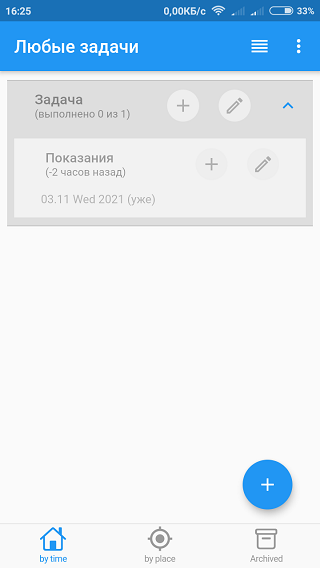 16:25 0,00КБ/с 33%
Любые задачи
Задача
(выполнено 0 из 1)
Показания
(-2 часов назад)
03.11 Wed 2021 (уже)
by time by place Archived